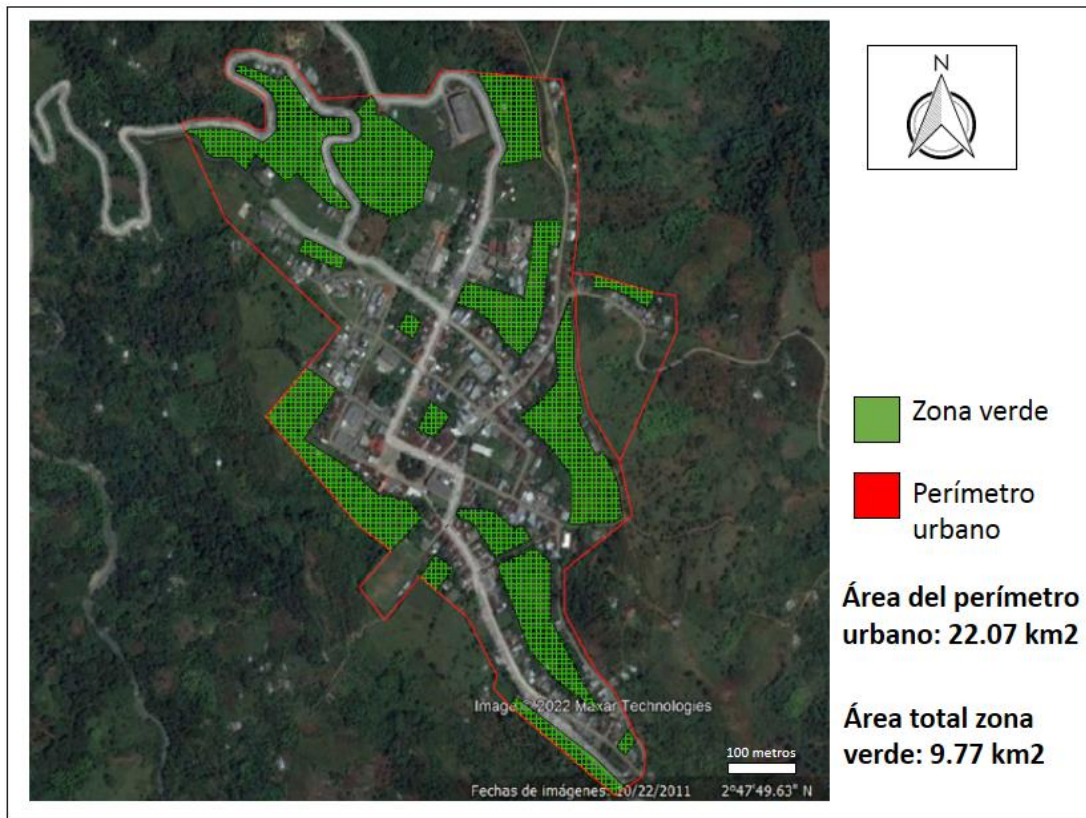 N
Zona verde
Perímetro
urbano
Área del perímetro
urbano: 22.07 km2
Área total zona
verde: 9.77 km2
Image © 2022 Maxar Technologies
100 metros
Fechas de imágenes: 10/22/2011 2°47'49.63" N